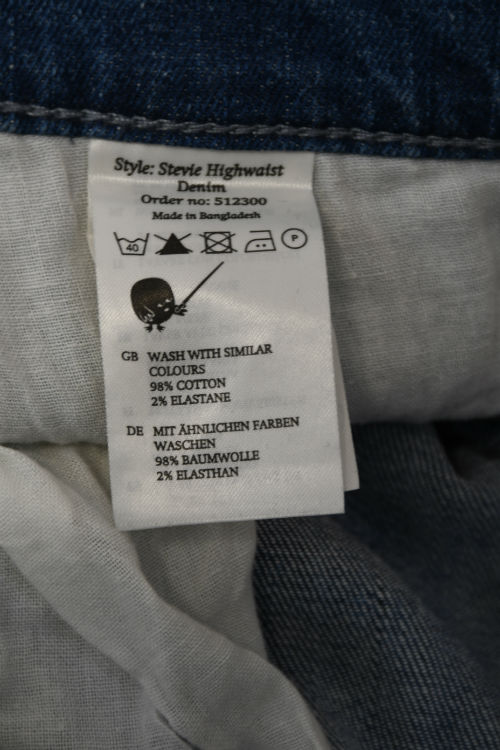 Style: Stevie Highwaist
Denim
Order no: 512300
Made in Bangladesh
40
P
GB WASH WITH SIMILAR
COLOURS
98% COTTON
2% ELASTANE
DE MIT ÄHNLICHEN FARBEN
WASCHEN
98% BAUMWOLLE
2% ELASTHAN